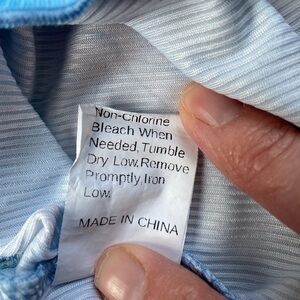 Non-Chlorine
Bleach When
Needed,Tumble
Dry Low.Remove
Promptly,Iron
Low.
MADE IN CHINA